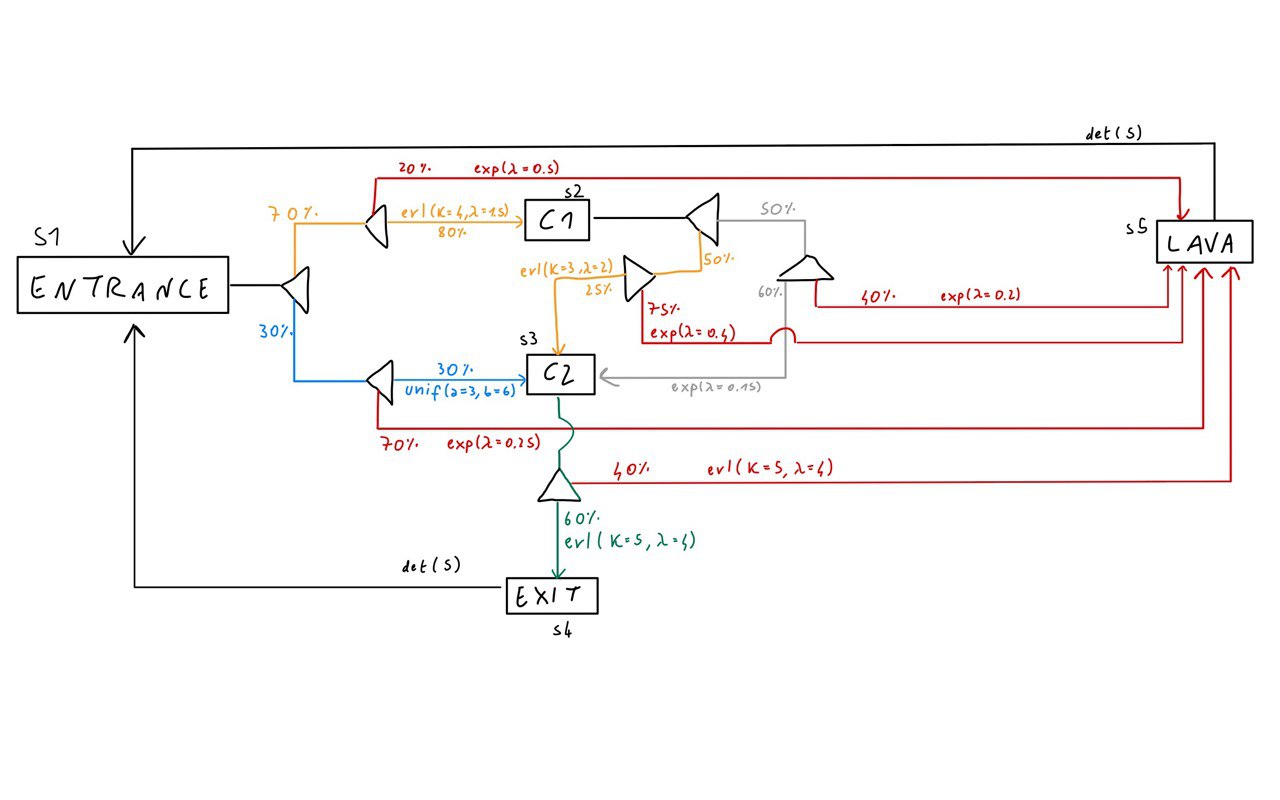 det(5)
20% exp(λ=0.5)
s2
70% erl(K=4,λ=1.5) C1 50%
80%
s5 LAVA
S1
50%
erl(K=3,λ=2)
25%
ENTRANCE
60% 40% exp(λ=0.2)
75%
30%
exp(λ=0.4)
s3
30% C2
unif(a=3, b=6) exp(λ=0.15)
70% exp(λ=0.25)
40% erl(K=5, λ=4)
60%
erl(K=5, λ=4)
det(5)
EXIT
s4